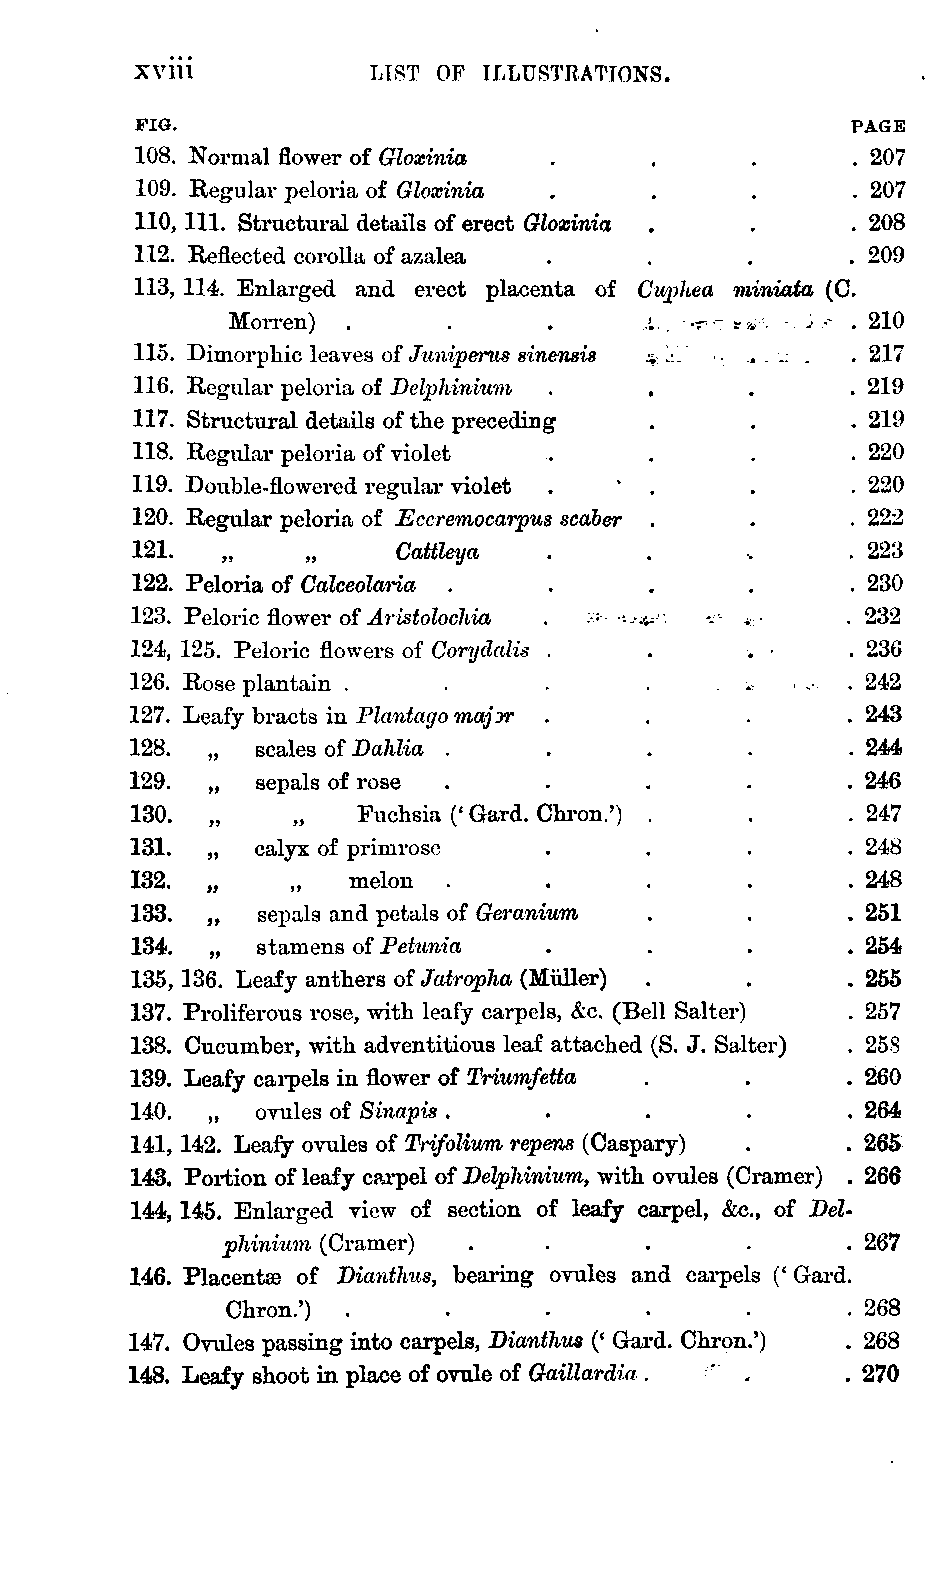 xviii LIST OF ILLUSTRATIONS.
FIG. PAGE
108. Normal flower of Gloxinia . . . . 207
109. Regular peloria of Gloxinia . . . . 207
110, 111. Structural details of erect Gloxinia . . . 208
112. Reflected corolla of azalea . . . . 209
113, 114. Enlarged and erect placenta of Cuphea miniata (C.
Morren) . . . . . 210
115. Dimorphic leaves of Juniperus sinensis . . . 217
116. Regular peloria of Delphinium . . . . 219
117. Structural details of the preceding . . . 219
118. Regular peloria of violet . . . . 220
119. Double-flowered regular violet . . . . 220
120. Regular peloria of Eccremocarpus scaber . . . 222
121. „ „ Cattleya . . . . 223
122. Peloria of Calceolaria . . . . . 230
123. Peloric flower of Aristolochia . . . . 232
124, 125. Peloric flowers of Corydalis . . . . 236
126. Rose plantain . . . . . . 242
127. Leafy bracts in Plantago major . . . . 243
128. „ scales of Dahlia . . . . . 244
129. „ sepals of rose . . . . . 246
130. „ „ Fuchsia (‘Gard. Chron.’) . . . 247
131. „ calyx of primrose . . . . 248
132. „ „ melon . . . . . 248
133. „ sepals and petals of Geranium . . . 251
134. „ stamens of Petunia . . . . 254
135, 136. Leafy anthers of Jatropha (Müller) . . . 255
137. Proliferous rose, with leafy carpels, &c. (Bell Salter) . 257
138. Cucumber, with adventitious leaf attached (S. J. Salter) . 258
139. Leafy carpels in flower of Triumfetta . . . 260
140. „ ovules of Sinapis . . . . . 264
141, 142. Leafy ovules of Trifolium repens (Caspary) . . 265
143. Portion of leafy carpel of Delphinium, with ovules (Cramer) . 266
144, 145. Enlarged view of section of leafy carpel, &c., of Del-
phinium (Cramer) . . . . . 267
146. Placentæ of Dianthus, bearing ovules and carpels (‘Gard.
Chron.’) . . . . . . 268
147. Ovules passing into carpels, Dianthus (‘Gard. Chron.’) . 268
148. Leafy shoot in place of ovule of Gaillardia . . . 270